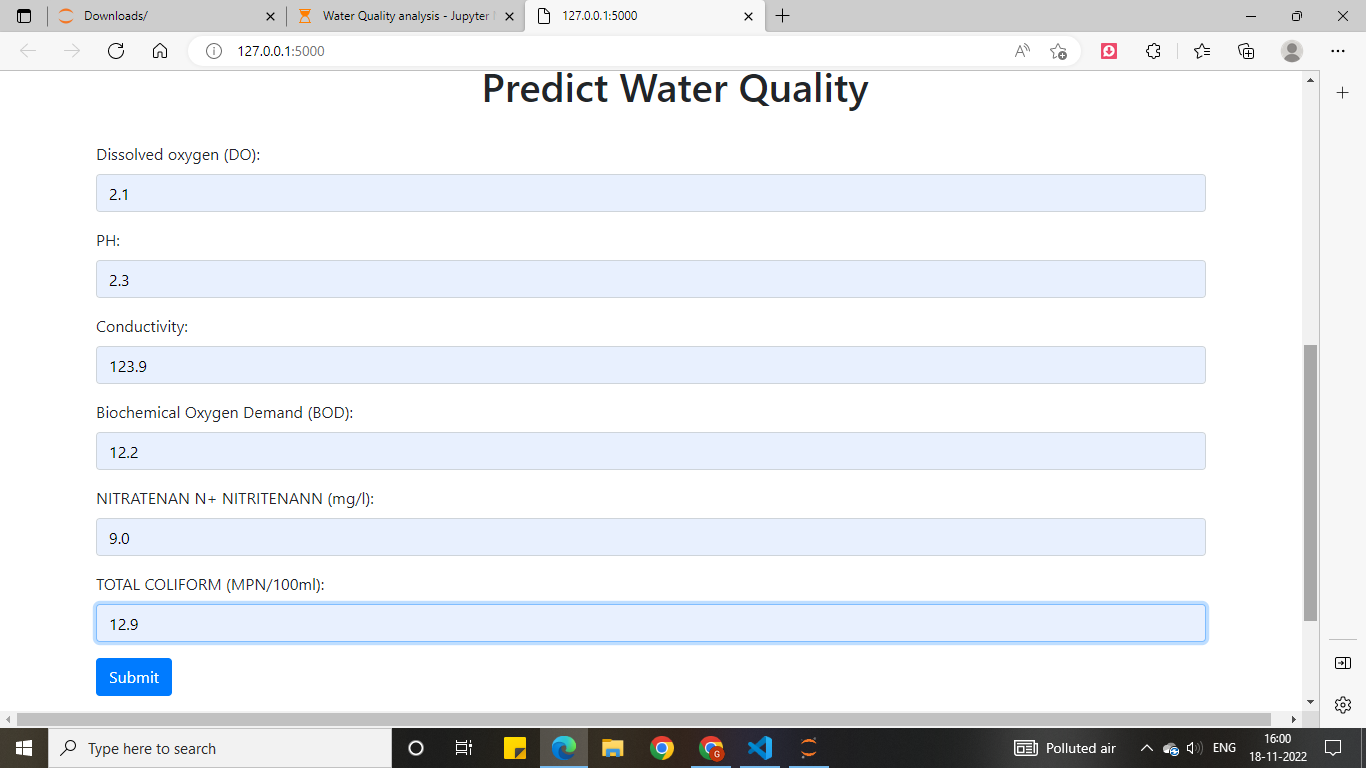 Downloads/
Water Quality analysis - Jupyter
127.0.0.1:5000
127.0.0.1:5000
Predict Water Quality
Dissolved oxygen (DO):
2.1
PH:
2.3
Conductivity:
123.9
Biochemical Oxygen Demand (BOD):
12.2
NITRATENAN N+ NITRITENANN (mg/l):
9.0
TOTAL COLIFORM (MPN/100ml):
12.9
Submit
Type here to search
Polluted air
ENG
16:00
18-11-2022